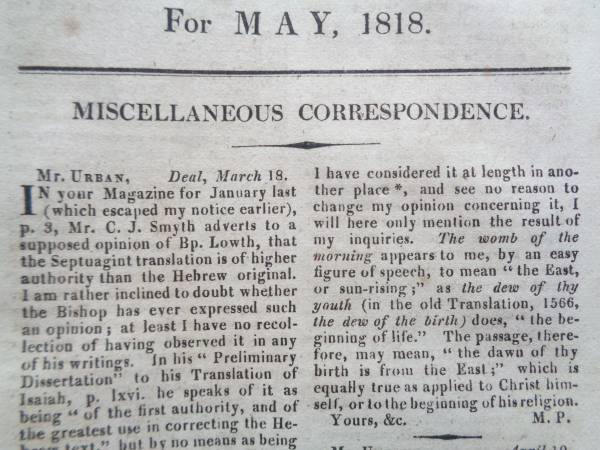 For MAY, 1818.
MISCELLANEOUS CORRESPONDENCE.
Mr. URBAN, Deal, March 18.
IN your Magazine for January last
(which escaped my notice earlier),
p. 3, Mr. C. J. Smyth adverts to a
supposed opinion of Bp. Lowth, that
the Septuagint translation is of higher
authority than the Hebrew original.
I am rather inclined to doubt whether
the Bishop has ever expressed such
an opinion; at least I have no recol-
lection of having observed it in any
of his writings. In his "Preliminary
Dissertation" to his Translation of
Isaiah, p. lxvi. he speaks of it as
being "of the first authority, and of
the greatest use in correcting the He-
brew text," but by no means as being
I have considered it at length in ano-
ther place *, and see no reason to
change my opinion concerning it, I
will here only mention the result of
my inquiries. The womb of the
morning appears to me, by an easy
figure of speech, to mean "the East,
or sun-rising;" as the dew of thy
youth (in the old Translation, 1566,
the dew of the birth) does, "the be-
ginning of life." The passage, there-
fore, may mean, "the dawn of thy
birth is from the East;" which is
equally true as applied to Christ him-
self, or to the beginning of his religion.
Yours, &c. M. P.